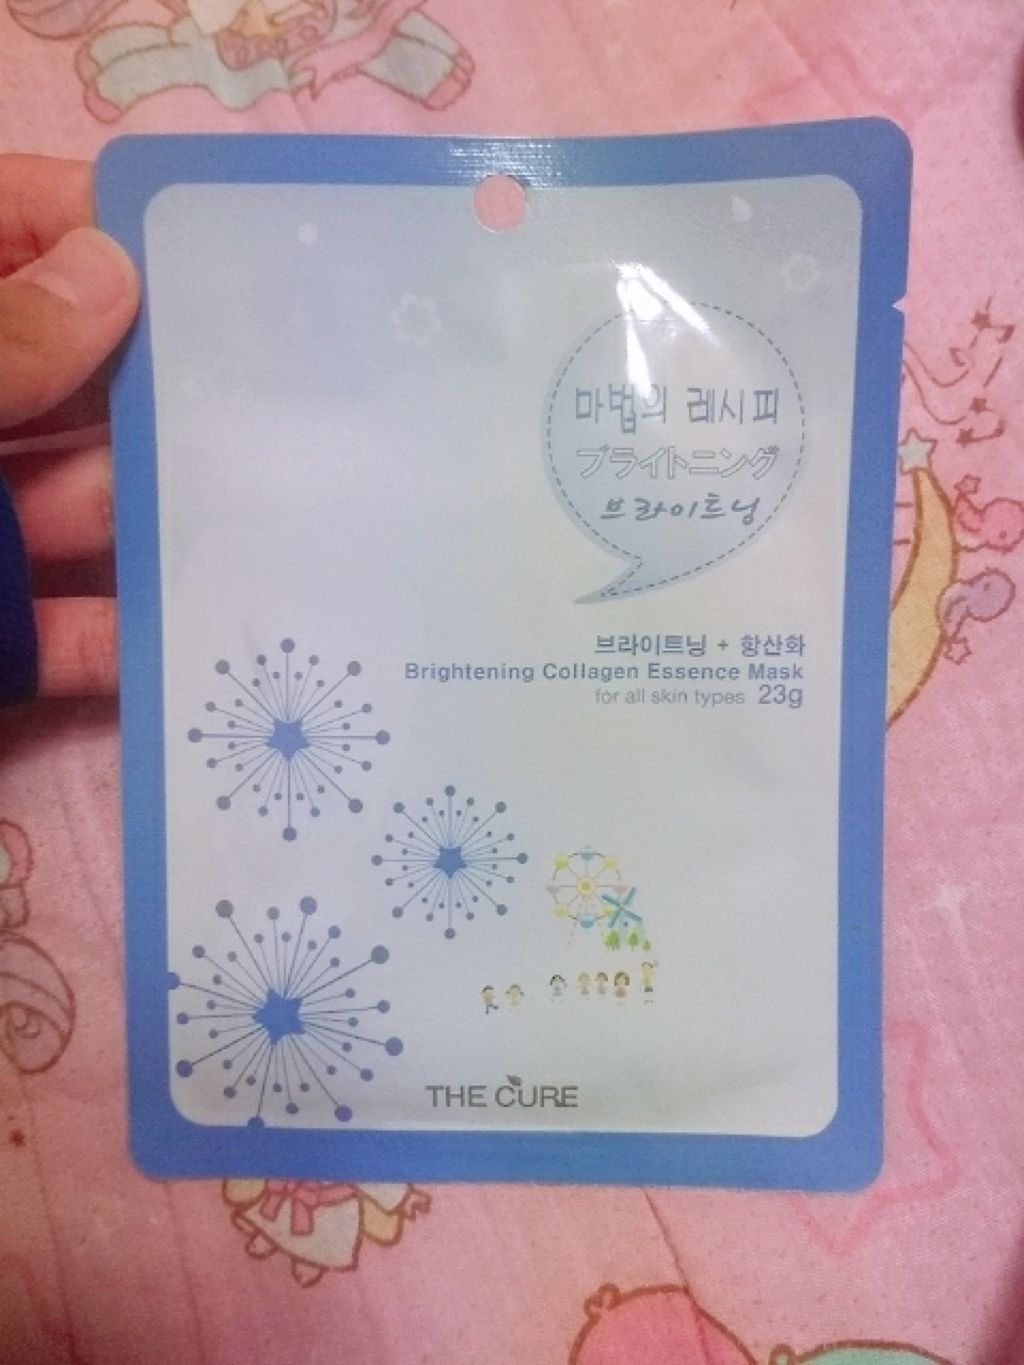 마법의 레시피
ブライトニング
브라이트닝
브라이트닝 + 항산화
Brightening Collagen Essence Mask
for all skin types 23g
THE CURE